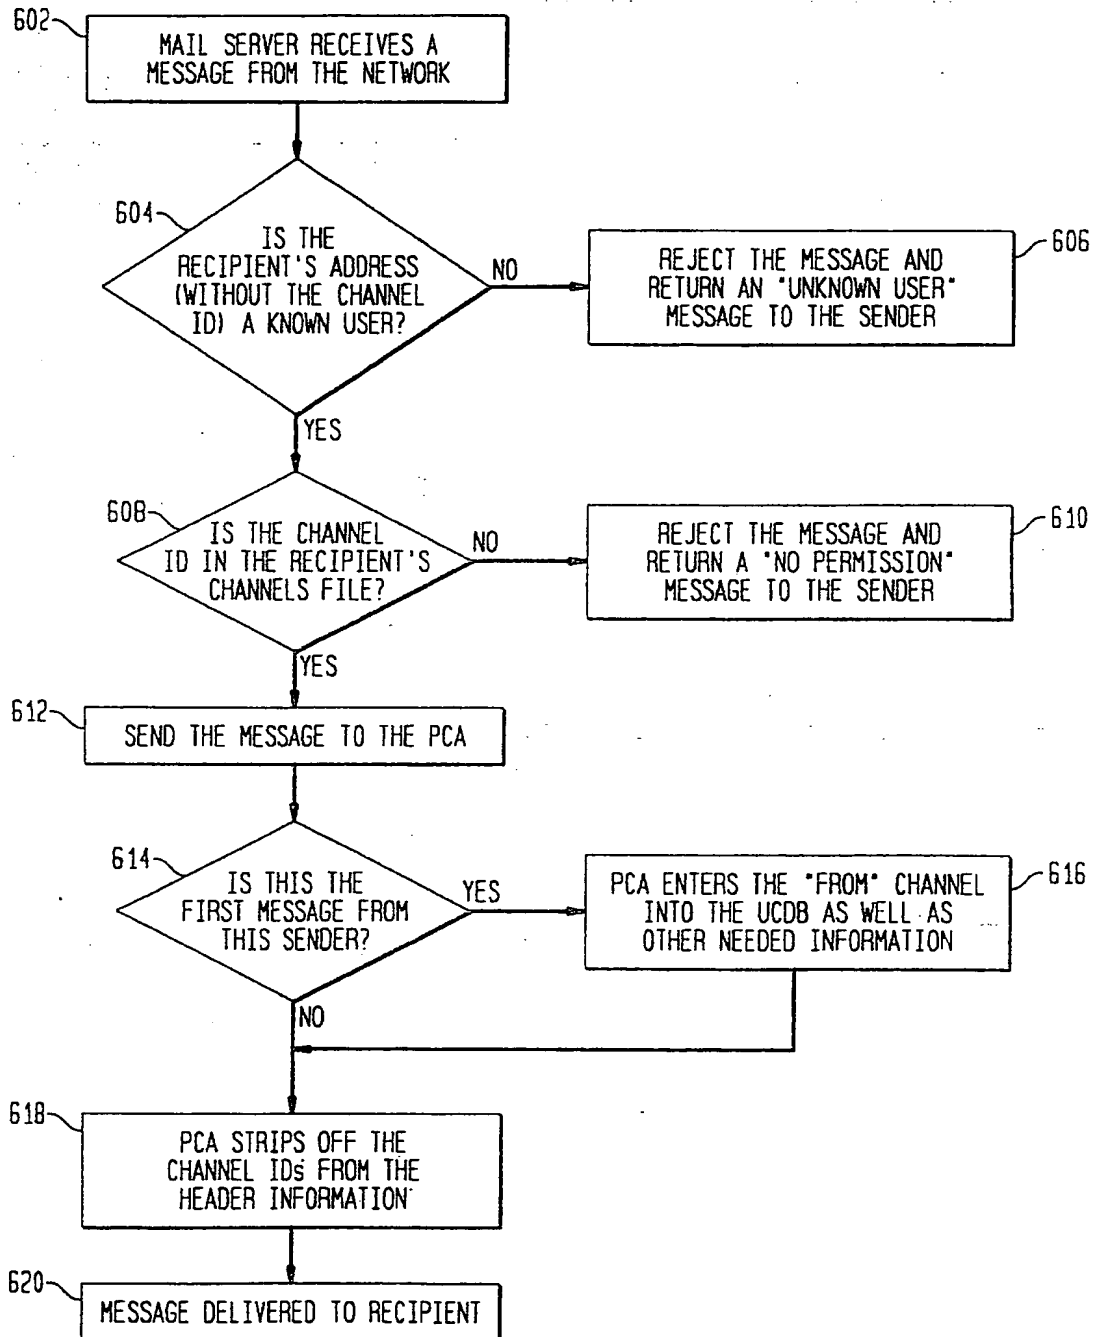 602
MAIL SERVER RECEIVES A
MESSAGE FROM THE NETWORK
604
IS THE
RECIPIENT'S ADDRESS
(WITHOUT THE CHANNEL
ID) A KNOWN USER?
NO
606
REJECT THE MESSAGE AND
RETURN AN "UNKNOWN USER"
MESSAGE TO THE SENDER
YES
608
IS THE CHANNEL
ID IN THE RECIPIENT'S
CHANNELS FILE?
NO
610
REJECT THE MESSAGE AND
RETURN A "NO PERMISSION"
MESSAGE TO THE SENDER
YES
612
SEND THE MESSAGE TO THE PCA
614
IS THIS THE
FIRST MESSAGE FROM
THIS SENDER?
YES
616
PCA ENTERS THE "FROM" CHANNEL
INTO THE UCDB AS WELL AS
OTHER NEEDED INFORMATION
NO
618
PCA STRIPS OFF THE
CHANNEL IDs FROM THE
HEADER INFORMATION
620
MESSAGE DELIVERED TO RECIPIENT